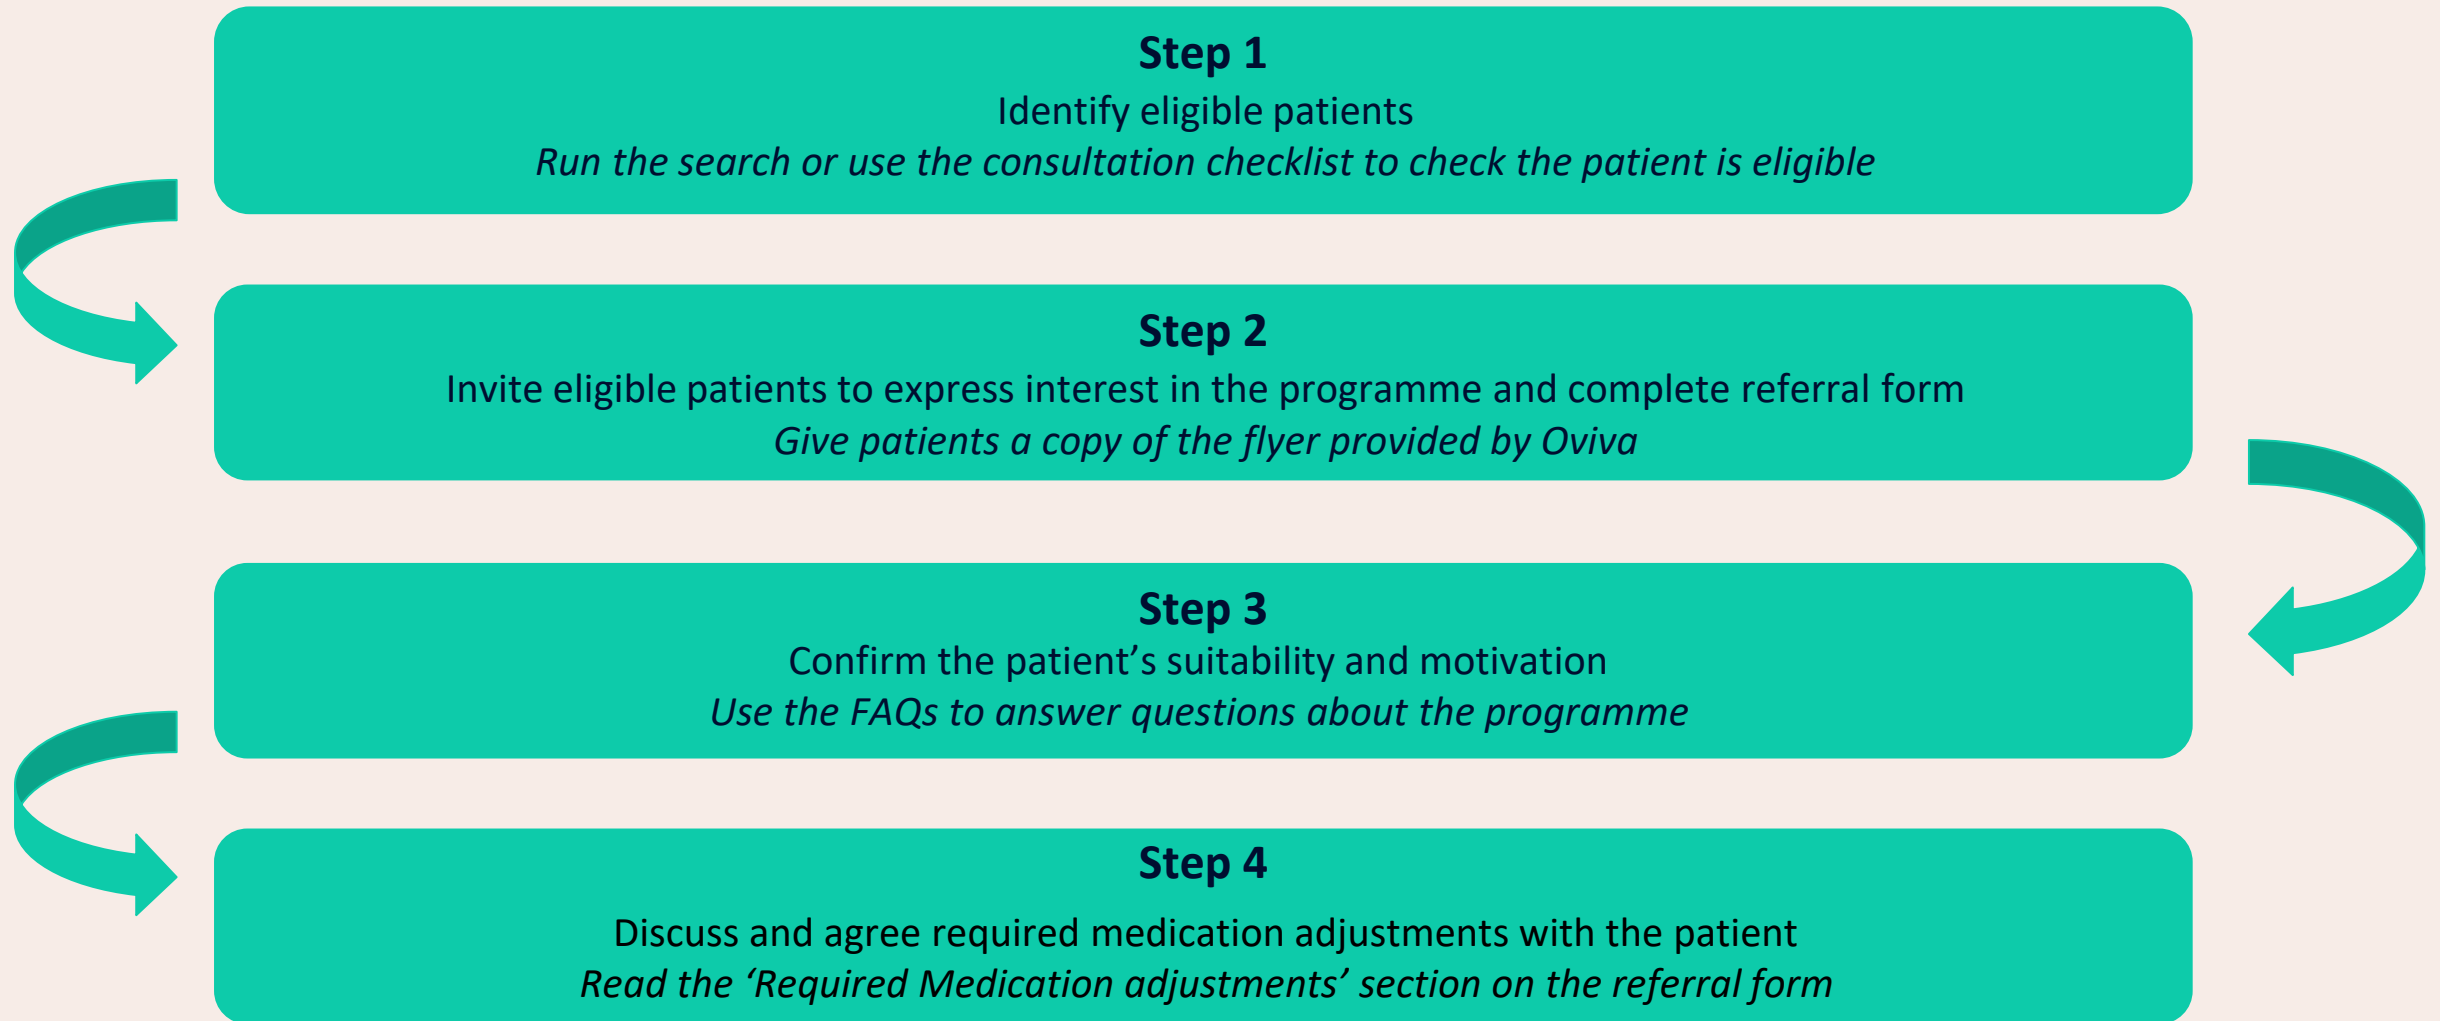 Step 1
Identify eligible patients
Run the search or use the consultation checklist to check the patient is eligible
Step 2
Invite eligible patients to express interest in the programme and complete referral form
Give patients a copy of the flyer provided by Oviva
Step 3
Confirm the patient’s suitability and motivation
Use the FAQs to answer questions about the programme
Step 4
Discuss and agree required medication adjustments with the patient
Read the ‘Required Medication adjustments’ section on the referral form